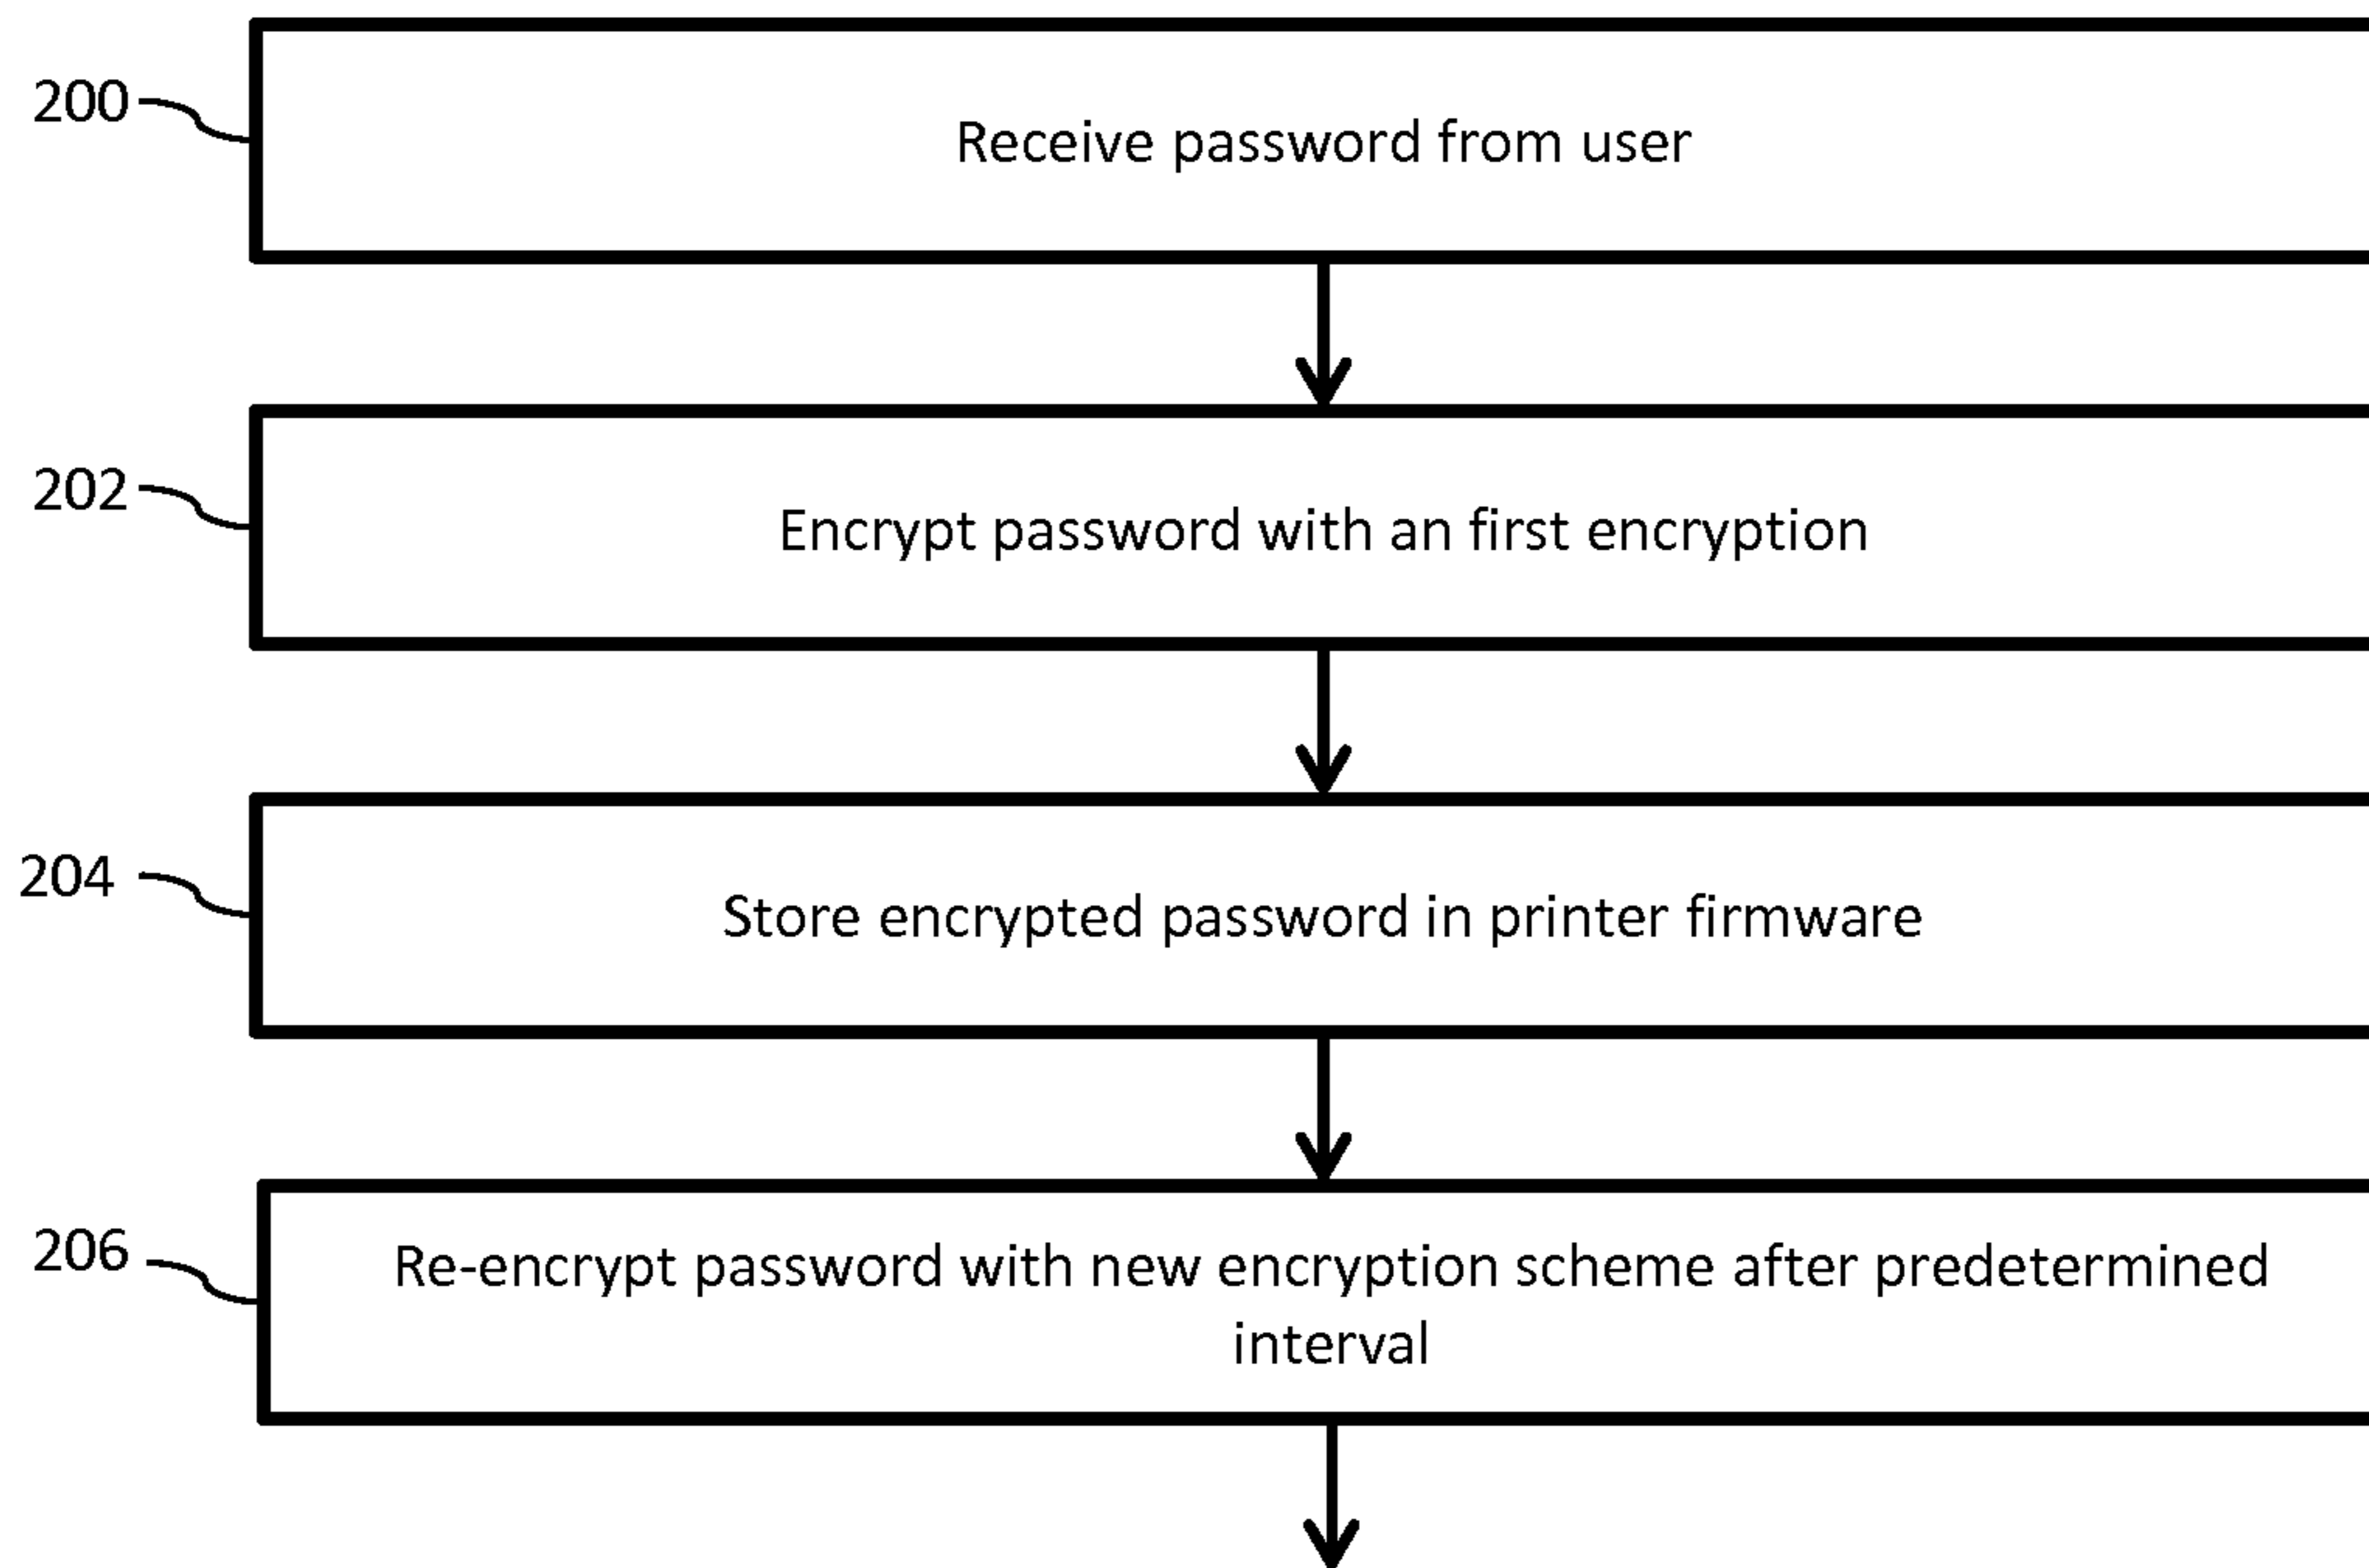 200
Receive password from user
202
Encrypt password with an first encryption
204
Store encrypted password in printer firmware
206
Re-encrypt password with new encryption scheme after predetermined
interval